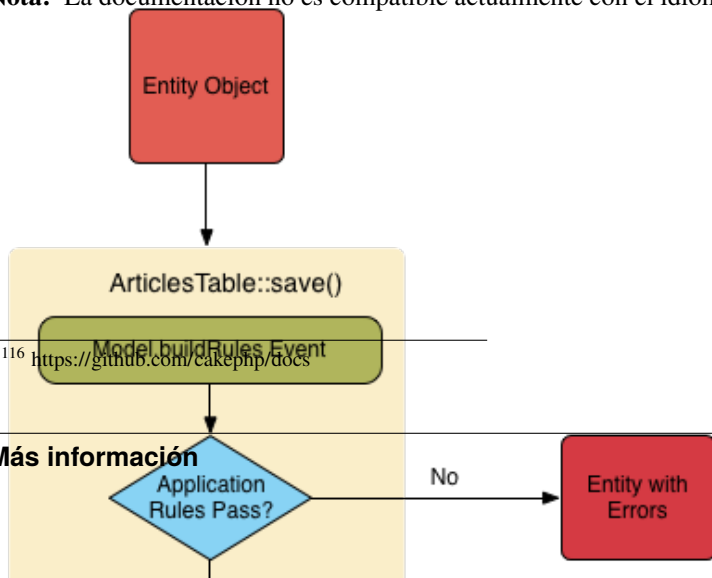 Nota: La documentación no es compatible actualmente con el
Entity Object
ArticlesTable::save()
Model.buildRules Event
116 https://github.com/cakephp/docs
Más información
Application
Rules Pass?
No
Entity with
Errors